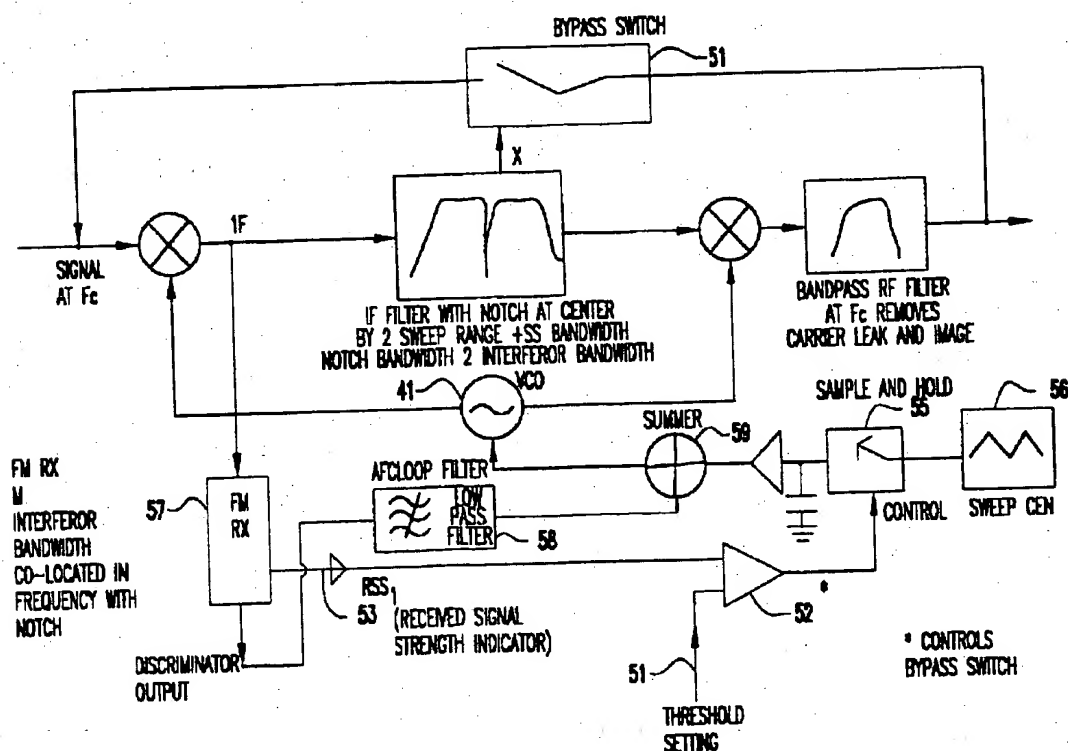 BYPASS SWITCH
51
X
1F
SIGNAL
AT Fc
IF FILTER WITH NOTCH AT CENTER
BY 2 SWEEP RANGE +SS BANDWIDTH
NOTCH BANDWIDTH 2 INTERFEROR BANDWIDTH
BANDPASS RF FILTER
AT Fc REMOVES
CARRIER LEAK AND IMAGE
VCO
41
SUMMER
59
SAMPLE AND HOLD
55
56
AFCLOOP FILTER
LOW
PASS
FILTER
58
CONTROL
SWEEP CEN
FM RX
M
INTERFEROR
BANDWIDTH
CO-LOCATED IN
FREQUENCY WITH
NOTCH
57
FM
RX
RSS1
53
(RECEIVED SIGNAL
STRENGTH INDICATOR)
52
*
DISCRIMINATOR
OUTPUT
51
THRESHOLD
SETTING
* CONTROLS
BYPASS SWITCH